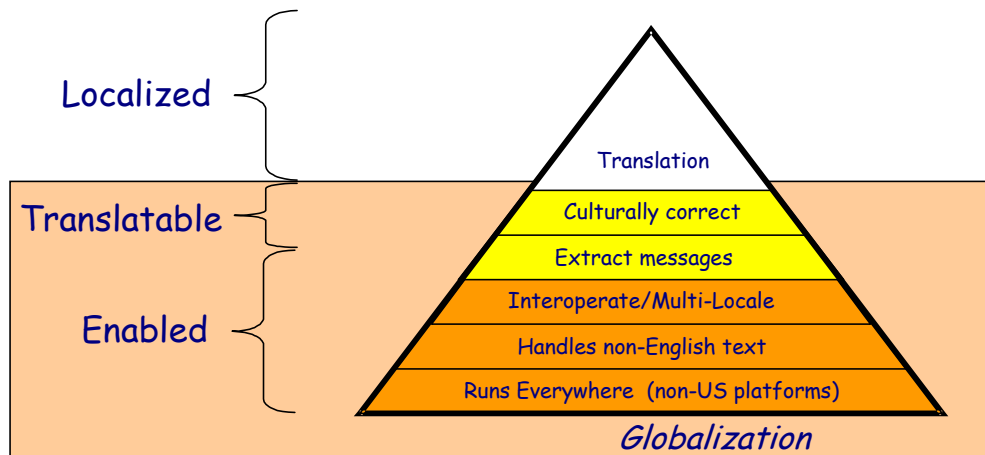 Localized
Translatable
Enabled
Translation
Culturally correct
Extract messages
Interoperate/Multi-Locale
Handles non-English text
Runs Everywhere (non-US platforms)
Globalization